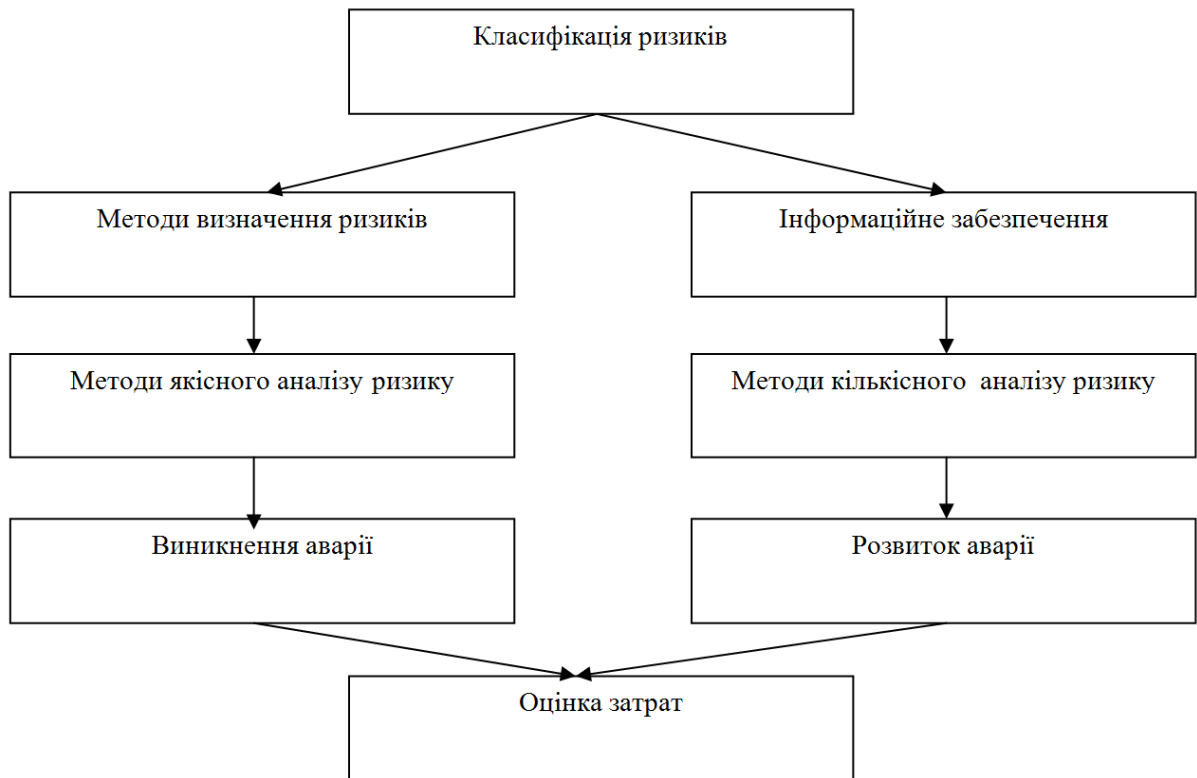 Класифікація ризиків
Методи визначення ризиків
Інформаційне забезпечення
Методи якісного аналізу ризику
Методи кількісного аналізу ризику
Виникнення аварії
Розвиток аварії
Оцінка затрат